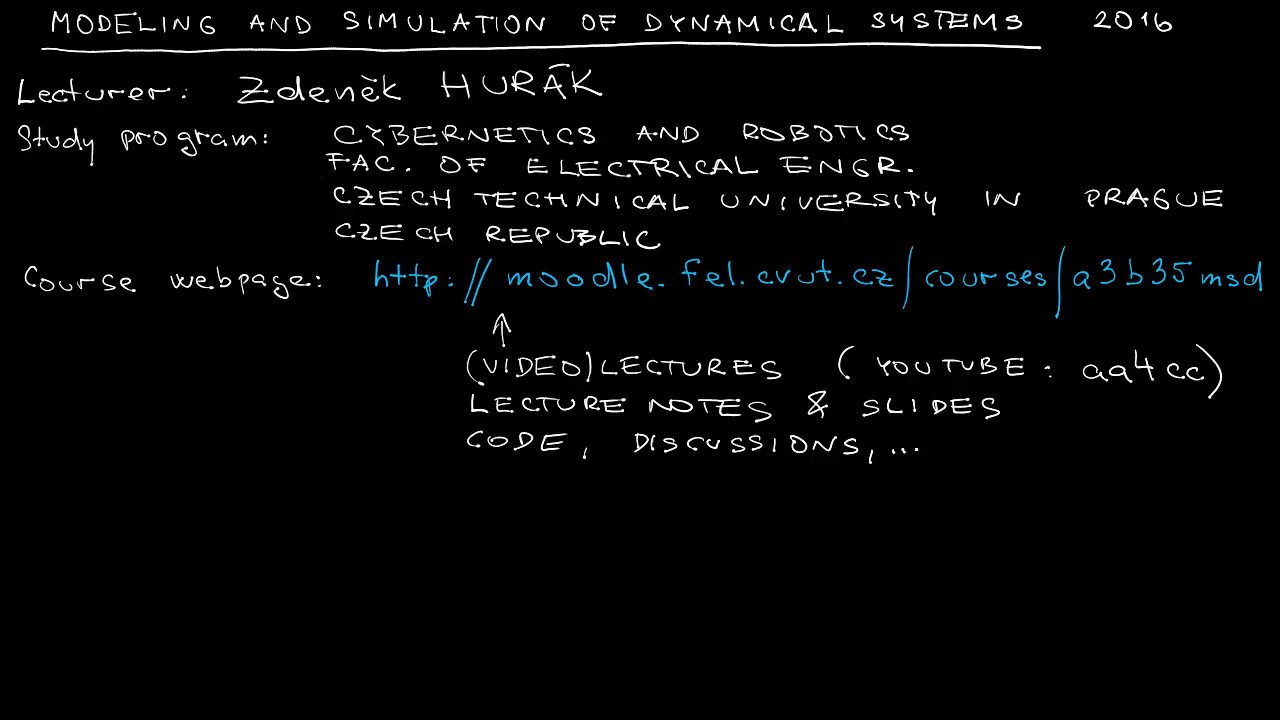 MODELING AND SIMULATION OF DYNAMICAL SYSTEMS 2016
Lecturer: Zdeněk HURÁK
Study program: CYBERNETICS AND ROBOTICS
FAC. OF ELECTRICAL ENGR.
CZECH TECHNICAL UNIVERSITY IN PRAGUE
CZECH REPUBLIC
Course webpage: http://moodle.fel.cvut.cz/courses/a3b35msd
(VIDEO)LECTURES (YOUTUBE: aa4cc)
LECTURE NOTES & SLIDES
CODE, DISCUSSIONS, ...